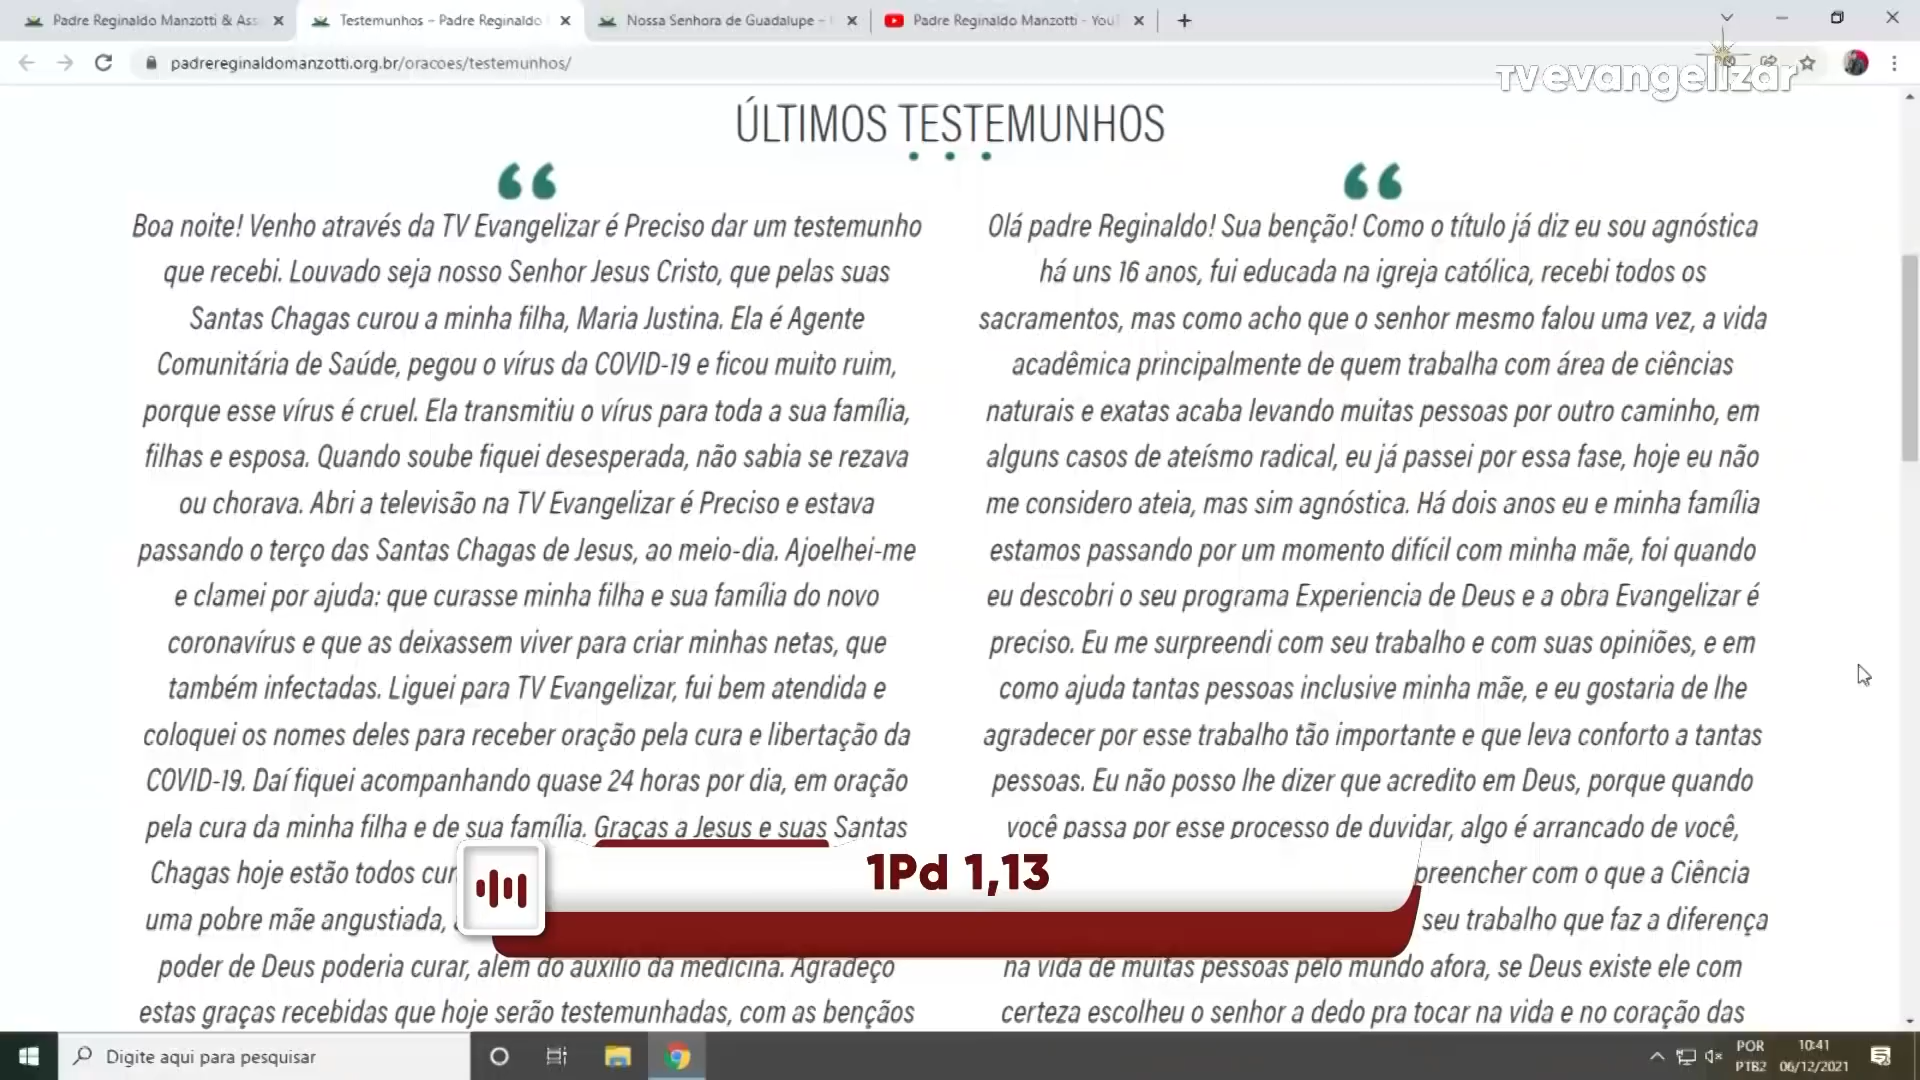 Padre Reginaldo Manzotti & Ass
Testemunhos – Padre Reginaldo
Nossa Senhora de Guadalupe –
Padre Reginaldo Manzotti - YouT
padrereginaldomanzotti.org.br/oracoes/testemunhos/
TVevangelizar
ÚLTIMOS TESTEMUNHOS
Boa noite! Venho através da TV Evangelizar é Preciso dar um testemunho
que recebi. Louvado seja nosso Senhor Jesus Cristo, que pelas suas
Santas Chagas curou a minha filha, Maria Justina. Ela é Agente
Comunitária de Saúde, pegou o vírus da COVID-19 e ficou muito ruim,
porque esse vírus é cruel. Ela transmitiu o vírus para toda a sua família,
filhas e esposa. Quando soube fiquei desesperada, não sabia se rezava
ou chorava. Abri a televisão na TV Evangelizar é Preciso e estava
passando o terço das Santas Chagas de Jesus, ao meio-dia. Ajoelhei-me
e clamei por ajuda: que curasse minha filha e sua família do novo
coronavírus e que as deixassem viver para criar minhas netas, que
também infectadas. Liguei para TV Evangelizar, fui bem atendida e
coloquei os nomes deles para receber oração pela cura e libertação da
COVID-19. Daí fiquei acompanhando quase 24 horas por dia, em oração
pela cura da minha filha e de sua família. Graças a Jesus e suas Santas
Chagas hoje estão todos cur
uma pobre mãe angustiada,
poder de Deus poderia curar, além do auxílio da medicina. Agradeço
estas graças recebidas que hoje serão testemunhadas, com as bençãos
Olá padre Reginaldo! Sua benção! Como o título já diz eu sou agnóstica
há uns 16 anos, fui educada na igreja católica, recebi todos os
sacramentos, mas como acho que o senhor mesmo falou uma vez, a vida
acadêmica principalmente de quem trabalha com área de ciências
naturais e exatas acaba levando muitas pessoas por outro caminho, em
alguns casos de ateísmo radical, eu já passei por essa fase, hoje eu não
me considero ateia, mas sim agnóstica. Há dois anos eu e minha família
estamos passando por um momento difícil com minha mãe, foi quando
eu descobri o seu programa Experiencia de Deus e a obra Evangelizar é
preciso. Eu me surpreendi com seu trabalho e com suas opiniões, e em
como ajuda tantas pessoas inclusive minha mãe, e eu gostaria de lhe
agradecer por esse trabalho tão importante e que leva conforto a tantas
pessoas. Eu não posso lhe dizer que acredito em Deus, porque quando
você passa por esse processo de duvidar, algo é arrancado de você,
preencher com o que a Ciência
seu trabalho que faz a diferença
na vida de muitas pessoas pelo mundo afora, se Deus existe ele com
certeza escolheu o senhor a dedo pra tocar na vida e no coração das
1Pd 1,13
Digite aqui para pesquisar
POR
PTB2
10:41
06/12/2021